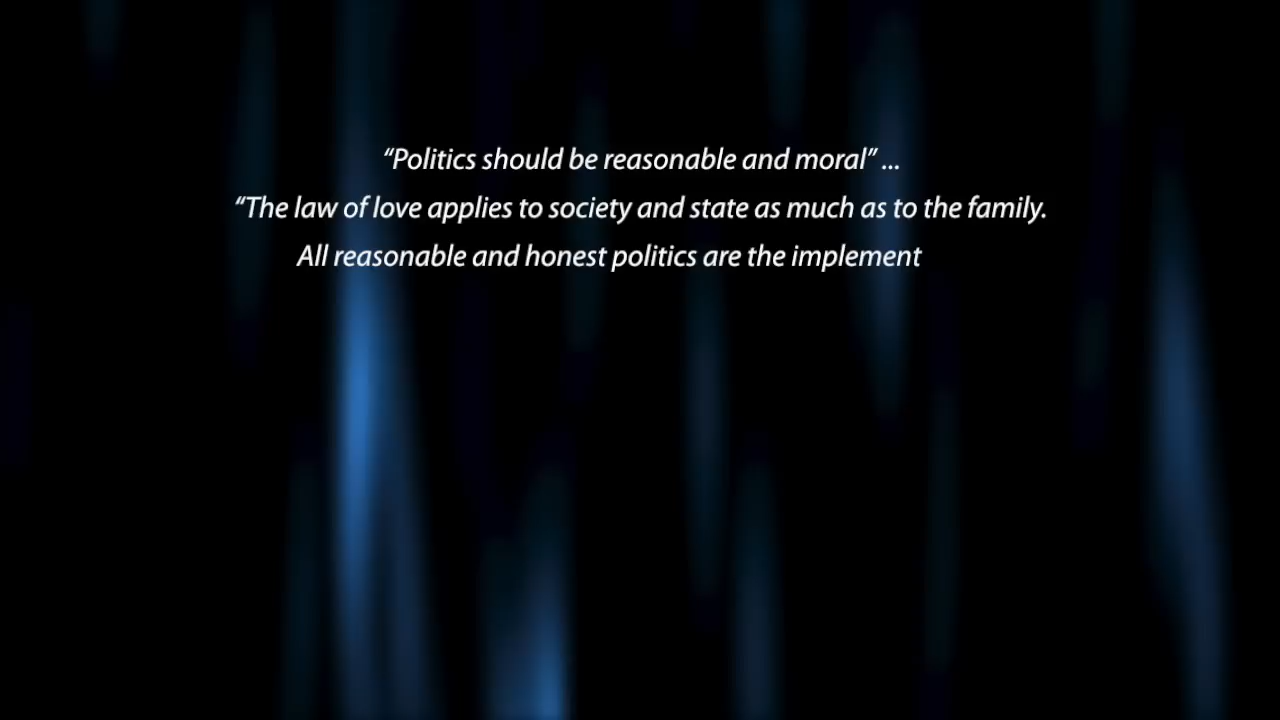 “Politics should be reasonable and moral” ...
“The law of love applies to society and state as much as to the family.
All reasonable and honest politics are the implement